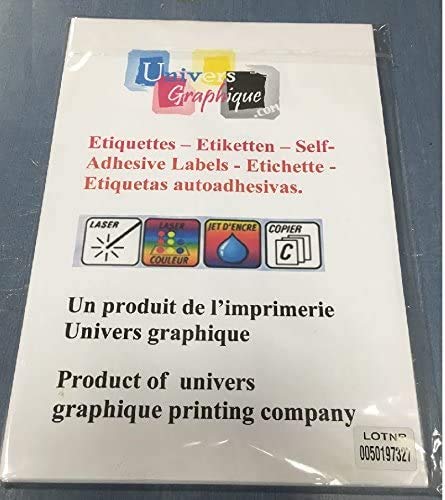 Univers
Graphique
.COM
Etiquettes – Etiketten – Self-
Adhesive Labels - Etichette -
Etiquetas autoadhesivas.
LASER
LASER
COULEUR
JET D'ENCRE
COPIER
C
Un produit de l'imprimerie
Univers graphique
Product of univers
graphique printing company
LOTNR
0050197327